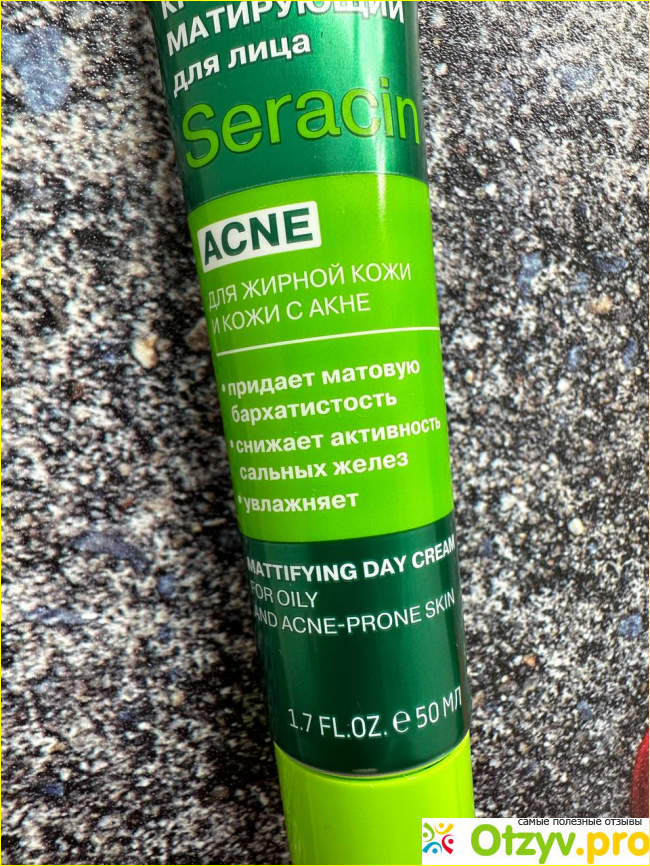 МАТИРУЮЩИЙ
для лица
Seracin
ACNE
ДЛЯ ЖИРНОЙ КОЖИ
И КОЖИ С АКНЕ
•придает матовую
бархатистость
•снижает активность
сальных желез
•увлажняет
MATTIFYING DAY CREAM
FOR OILY
AND ACNE-PRONE SKIN
1.7 FL.OZ. ℮ 50 МЛ
самые полезные отзывы
Otzyv.pro